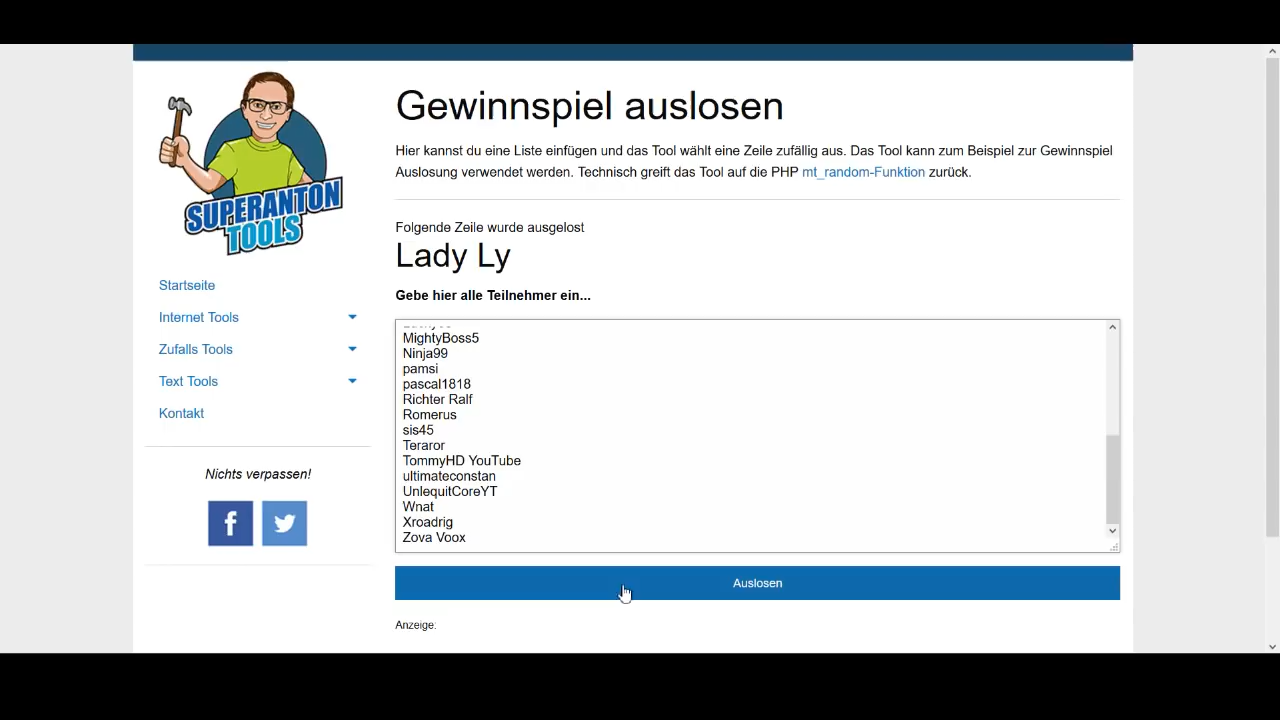 Gewinnspiel auslosen
Hier kannst du eine Liste einfügen und das Tool wählt eine Zeile zufällig aus. Das Tool kann zum Beispiel zur Gewinnspiel
Auslosung verwendet werden. Technisch greift das Tool auf die PHP mt_random-Funktion zurück.
SUPERANTON
TOOLS
Folgende Zeile wurde ausgelost
Lady Ly
Gebe hier alle Teilnehmer ein...
Startseite
Internet Tools
Zufalls Tools
Text Tools
Kontakt
Nichts verpassen!
f
MightyBoss5
Ninja99
pamsi
pascal1818
Richter Ralf
Romerus
sis45
Teraror
TommyHD YouTube
ultimateconstan
UnlequitCoreYT
Wnat
Xroadrig
Zova Voox
Auslosen
Anzeige: